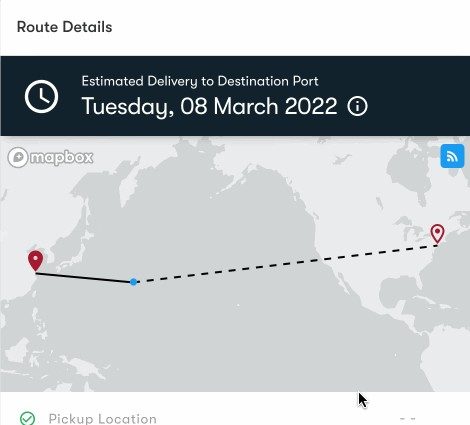 Route Details
Estimated Delivery to Destination Port
Tuesday, 08 March 2022
mapbox
Pickup Location
--